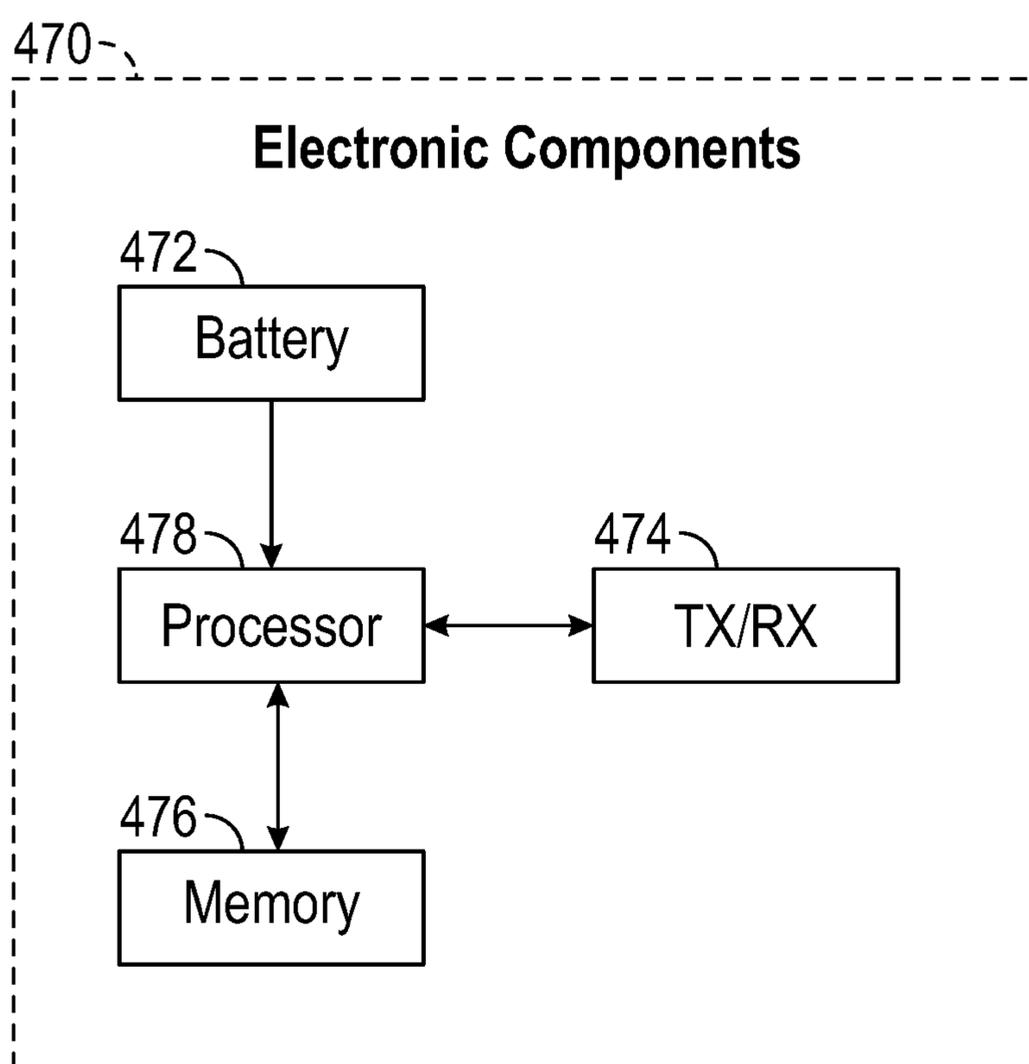 470
Electronic Components
472
Battery
478
474
Processor
TX/RX
476
Memory